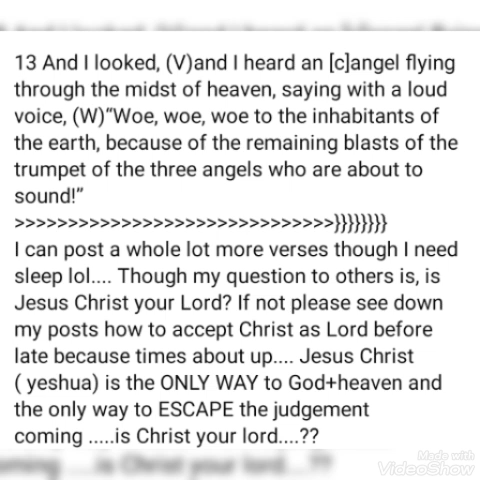 13 And I looked, (V)and I heard an [c]angel flying
through the midst of heaven, saying with a loud
voice, (W)“Woe, woe, woe to the inhabitants of
the earth, because of the remaining blasts of the
trumpet of the three angels who are about to
sound!”
>>>>>>>>>>>>>>>>>>>>>>>>>>>>>>}}}}}}}}
I can post a whole lot more verses though I need
sleep lol.... Though my question to others is, is
Jesus Christ your Lord? If not please see down
my posts how to accept Christ as Lord before
late because times about up.... Jesus Christ
( yeshua) is the ONLY WAY to God+heaven and
the only way to ESCAPE the judgement
coming .....is Christ your lord....??
Made with
VideoShow